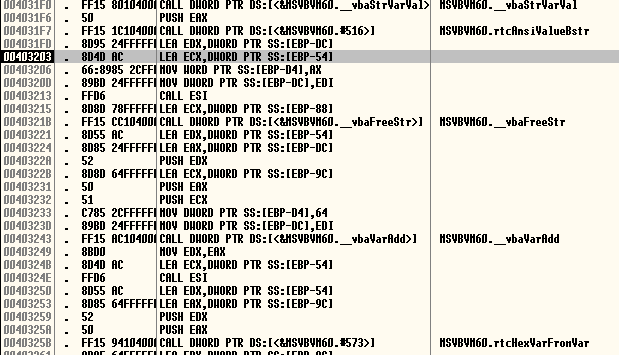 004031F0 . FF15 80104000 CALL DWORD PTR DS:[<&MSVBVM60.__vbaStrVarVal> MSVBVM60.__vbaStrVarVal
004031F6 . 50 PUSH EAX
004031F7 . FF15 1C104000 CALL DWORD PTR DS:[<&MSVBVM60.#516>] MSVBVM60.rtcAnsiValueBstr
004031FD . 8D95 24FFFFFF LEA EDX,DWORD PTR SS:[EBP-DC]
00403203 . 8D4D AC LEA ECX,DWORD PTR SS:[EBP-54]
00403206 . 66:8985 2CFFI MOV WORD PTR SS:[EBP-D4],AX
0040320D . 89BD 24FFFFFI MOV DWORD PTR SS:[EBP-DC],EDI
00403213 . FFD6 CALL ESI
00403215 . 8D8D 78FFFFFI LEA ECX,DWORD PTR SS:[EBP-88]
0040321B . FF15 CC104000 CALL DWORD PTR DS:[<&MSVBVM60.__vbaFreeStr>] MSVBVM60.__vbaFreeStr
00403221 . 8D55 AC LEA EDX,DWORD PTR SS:[EBP-54]
00403224 . 8D85 24FFFFFI LEA EAX,DWORD PTR SS:[EBP-DC]
0040322A . 52 PUSH EDX
0040322B . 8D8D 64FFFFFI LEA ECX,DWORD PTR SS:[EBP-9C]
00403231 . 50 PUSH EAX
00403232 . 51 PUSH ECX
00403233 . C785 2CFFFFFI MOV DWORD PTR SS:[EBP-D4],64
0040323D . 89BD 24FFFFFI MOV DWORD PTR SS:[EBP-DC],EDI
00403243 . FF15 AC104000 CALL DWORD PTR DS:[<&MSVBVM60.__vbaVarAdd>] MSVBVM60.__vbaVarAdd
00403249 . 8BD0 MOV EDX,EAX
0040324B . 8D4D AC LEA ECX,DWORD PTR SS:[EBP-54]
0040324E . FFD6 CALL ESI
00403250 . 8D55 AC LEA EDX,DWORD PTR SS:[EBP-54]
00403253 . 8D85 64FFFFFI LEA EAX,DWORD PTR SS:[EBP-9C]
00403259 . 52 PUSH EDX
0040325A . 50 PUSH EAX
0040325B . FF15 94104000 CALL DWORD PTR DS:[<&MSVBVM60.#573>] MSVBVM60.rtcHexVarFromVar